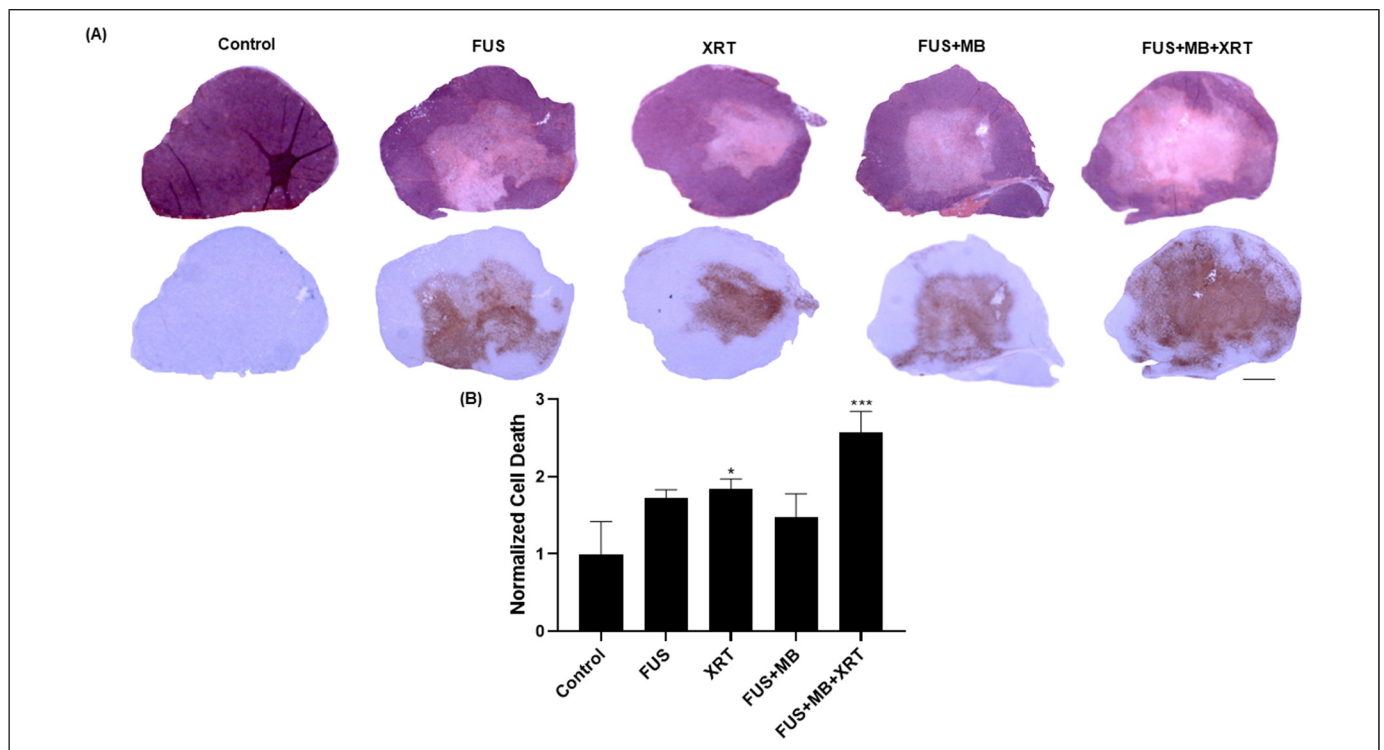 (A)
Control FUS XRT FUS+MB FUS+MB+XRT
(B)
Normalized Cell Death
3
2
1
0
*
***
Control FUS XRT FUS+MB FUS+MB+XRT